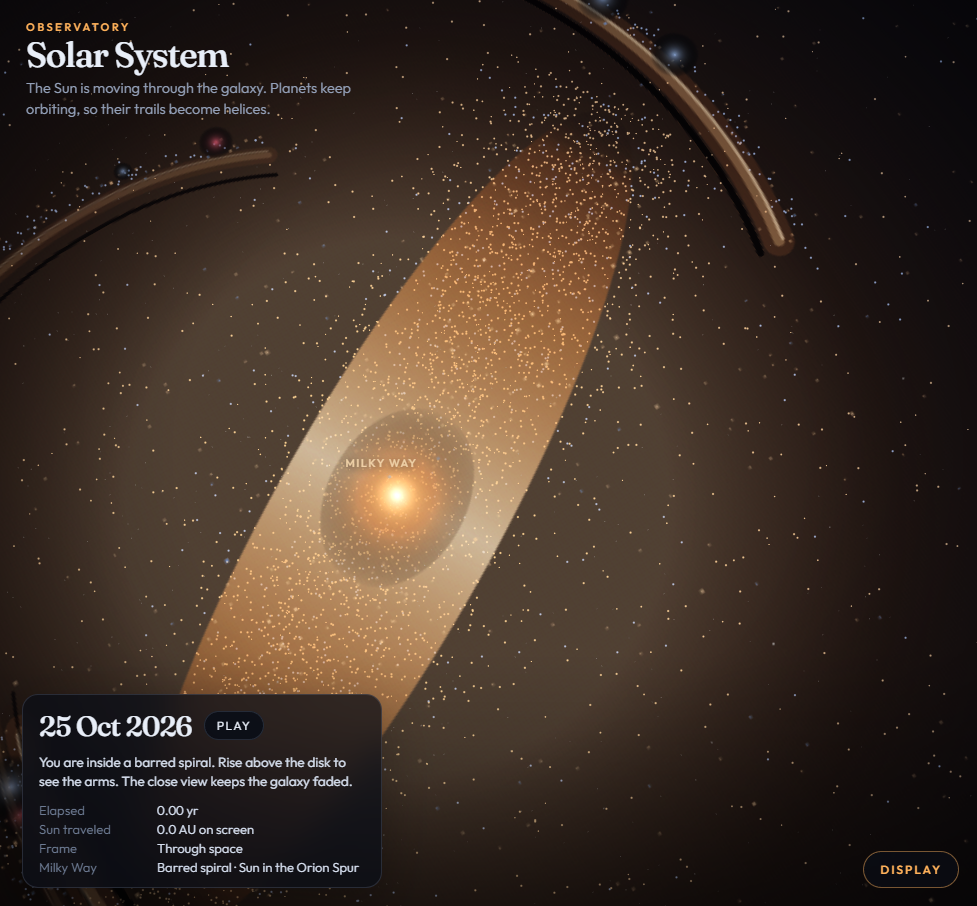 OBSERVATORY
Solar System
The Sun is moving through the galaxy. Planets keep
orbiting, so their trails become helices.
MILKY WAY
25 Oct 2026 PLAY
You are inside a barred spiral. Rise above the disk to
see the arms. The close view keeps the galaxy faded.
Elapsed 0.00 yr
Sun traveled 0.0 AU on screen
Frame Through space
Milky Way Barred spiral · Sun in the Orion Spur
DISPLAY